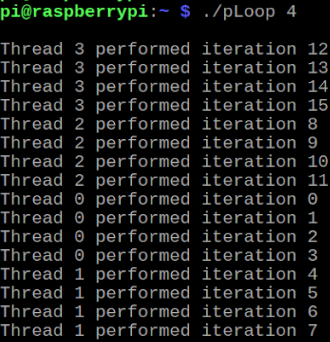 pi@raspberrypi:~ $ ./pLoop 4
Thread 3 performed iteration 12
Thread 3 performed iteration 13
Thread 3 performed iteration 14
Thread 3 performed iteration 15
Thread 2 performed iteration 8
Thread 2 performed iteration 9
Thread 2 performed iteration 10
Thread 2 performed iteration 11
Thread 0 performed iteration 0
Thread 0 performed iteration 1
Thread 0 performed iteration 2
Thread 0 performed iteration 3
Thread 1 performed iteration 4
Thread 1 performed iteration 5
Thread 1 performed iteration 6
Thread 1 performed iteration 7